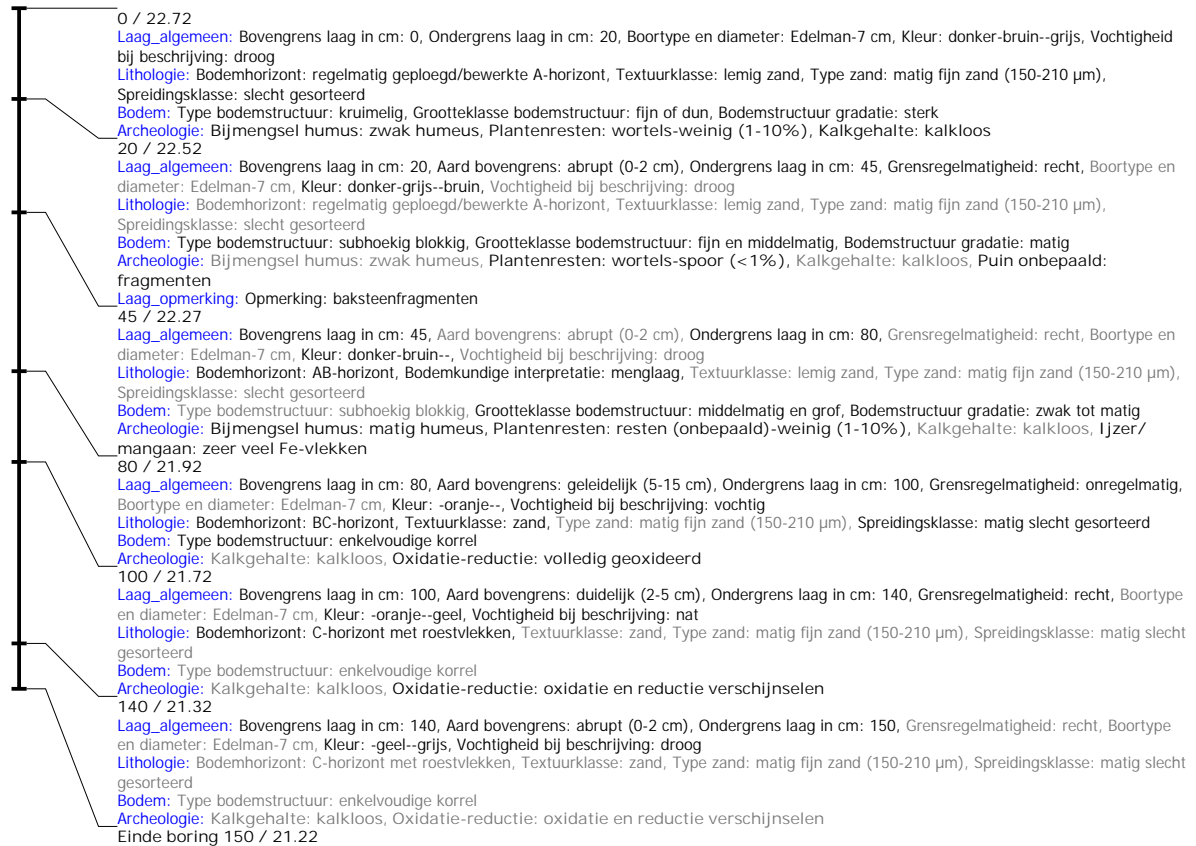 0 / 22.72
Laag_algemeen: Bovengrens laag in cm: 0, Ondergrens laag in cm: 20, Boortype en diameter: Edelman-7 cm, Kleur: donker-bruin--grijs, Vochtigheid
bij beschrijving: droog
Lithologie: Bodemhorizont: regelmatig geploegd/bewerkte A-horizont, Textuurklasse: lemig zand, Type zand: matig fijn zand (150-210 µm),
Spreidingsklasse: slecht gesorteerd
Bodem: Type bodemstructuur: kruimelig, Grootteklasse bodemstructuur: fijn of dun, Bodemstructuur gradatie: sterk
Archeologie: Bijmengsel humus: zwak humeus, Plantenresten: wortels-weinig (1-10%), Kalkgehalte: kalkloos
20 / 22.52
Laag_algemeen: Bovengrens laag in cm: 20, Aard bovengrens: abrupt (0-2 cm), Ondergrens laag in cm: 45, Grensregelmatigheid: recht, Boortype en
diameter: Edelman-7 cm, Kleur: donker-grijs--bruin, Vochtigheid bij beschrijving: droog
Lithologie: Bodemhorizont: regelmatig geploegd/bewerkte A-horizont, Textuurklasse: lemig zand, Type zand: matig fijn zand (150-210 µm),
Spreidingsklasse: slecht gesorteerd
Bodem: Type bodemstructuur: subhoekig blokkig, Grootteklasse bodemstructuur: fijn en middelmatig, Bodemstructuur gradatie: matig
Archeologie: Bijmengsel humus: zwak humeus, Plantenresten: wortels-spoor (<1%), Kalkgehalte: kalkloos, Puin onbepaald:
fragmenten
Laag_opmerking: Opmerking: baksteenfragmenten
45 / 22.27
Laag_algemeen: Bovengrens laag in cm: 45, Aard bovengrens: abrupt (0-2 cm), Ondergrens laag in cm: 80, Grensregelmatigheid: recht, Boortype en
diameter: Edelman-7 cm, Kleur: donker-bruin--, Vochtigheid bij beschrijving: droog
Lithologie: Bodemhorizont: AB-horizont, Bodemkundige interpretatie: menglaag, Textuurklasse: lemig zand, Type zand: matig fijn zand (150-210 µm),
Spreidingsklasse: slecht gesorteerd
Bodem: Type bodemstructuur: subhoekig blokkig, Grootteklasse bodemstructuur: middelmatig en grof, Bodemstructuur gradatie: zwak tot matig
Archeologie: Bijmengsel humus: matig humeus, Plantenresten: resten (onbepaald)-weinig (1-10%), Kalkgehalte: kalkloos, Ijzer/
mangaan: zeer veel Fe-vlekken
80 / 21.92
Laag_algemeen: Bovengrens laag in cm: 80, Aard bovengrens: geleidelijk (5-15 cm), Ondergrens laag in cm: 100, Grensregelmatigheid: onregelmatig,
Boortype en diameter: Edelman-7 cm, Kleur: -oranje--, Vochtigheid bij beschrijving: vochtig
Lithologie: Bodemhorizont: BC-horizont, Textuurklasse: zand, Type zand: matig fijn zand (150-210 µm), Spreidingsklasse: matig slecht gesorteerd
Bodem: Type bodemstructuur: enkelvoudige korrel
Archeologie: Kalkgehalte: kalkloos, Oxidatie-reductie: volledig geoxideerd
100 / 21.72
Laag_algemeen: Bovengrens laag in cm: 100, Aard bovengrens: duidelijk (2-5 cm), Ondergrens laag in cm: 140, Grensregelmatigheid: recht, Boortype
en diameter: Edelman-7 cm, Kleur: -oranje--geel, Vochtigheid bij beschrijving: nat
Lithologie: Bodemhorizont: C-horizont met roestvlekken, Textuurklasse: zand, Type zand: matig fijn zand (150-210 µm), Spreidingsklasse: matig slecht
gesorteerd
Bodem: Type bodemstructuur: enkelvoudige korrel
Archeologie: Kalkgehalte: kalkloos, Oxidatie-reductie: oxidatie en reductie verschijnselen
140 / 21.32
Laag_algemeen: Bovengrens laag in cm: 140, Aard bovengrens: abrupt (0-2 cm), Ondergrens laag in cm: 150, Grensregelmatigheid: recht, Boortype
en diameter: Edelman-7 cm, Kleur: -geel--grijs, Vochtigheid bij beschrijving: droog
Lithologie: Bodemhorizont: C-horizont met roestvlekken, Textuurklasse: zand, Type zand: matig fijn zand (150-210 µm), Spreidingsklasse: matig slecht
gesorteerd
Bodem: Type bodemstructuur: enkelvoudige korrel
Archeologie: Kalkgehalte: kalkloos, Oxidatie-reductie: oxidatie en reductie verschijnselen
Einde boring 150 / 21.22